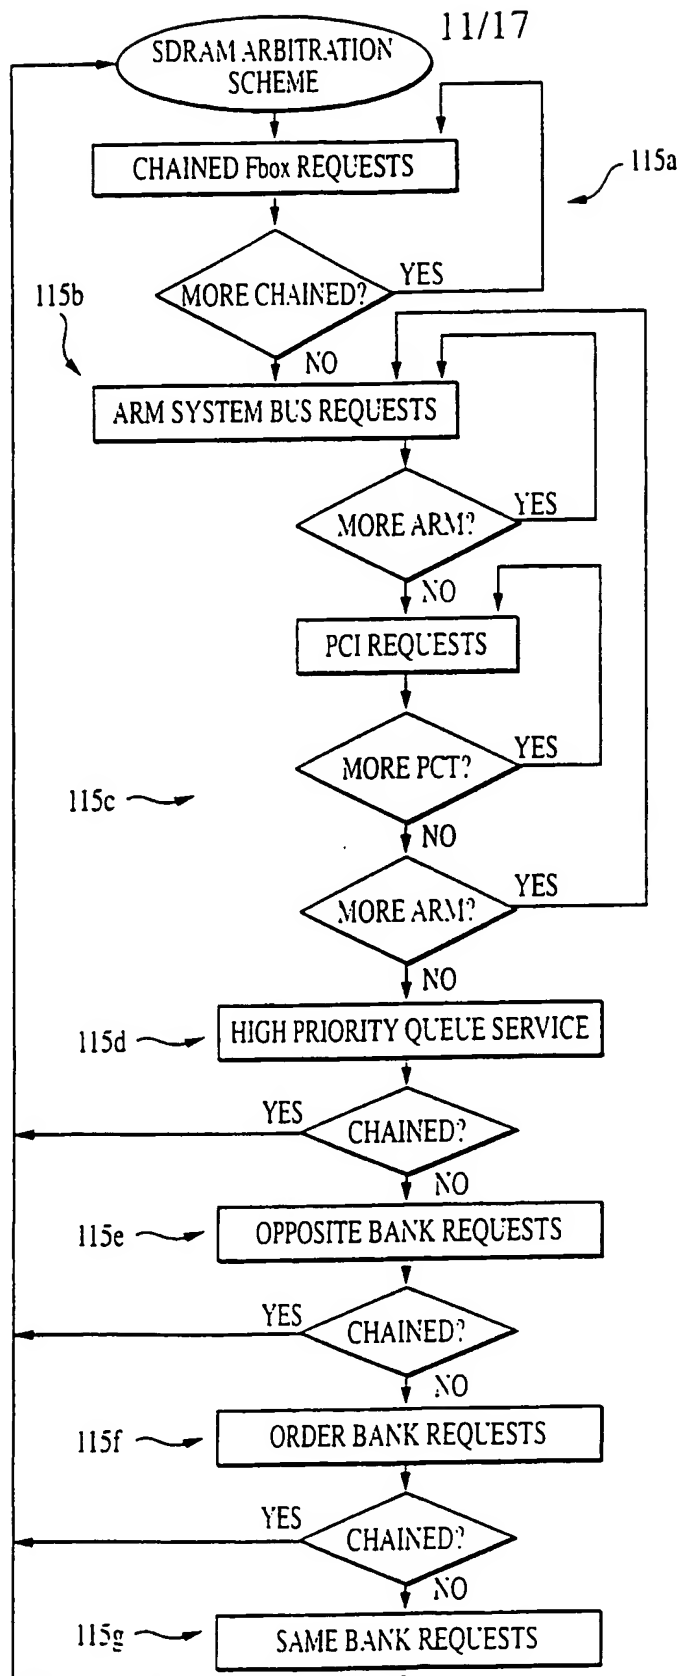 11/17
SDRAM ARBITRATION
SCHEME
CHAINED Fbox REQUESTS
115a
MORE CHAINED?
YES
115b
NO
ARM SYSTEM BUS REQUESTS
MORE ARM?
YES
NO
PCI REQUESTS
MORE PCT?
YES
115c
NO
MORE ARM?
YES
NO
115d
HIGH PRIORITY QUEUE SERVICE
YES
CHAINED?
NO
115e
OPPOSITE BANK REQUESTS
YES
CHAINED?
NO
115f
ORDER BANK REQUESTS
YES
CHAINED?
NO
115g
SAME BANK REQUESTS